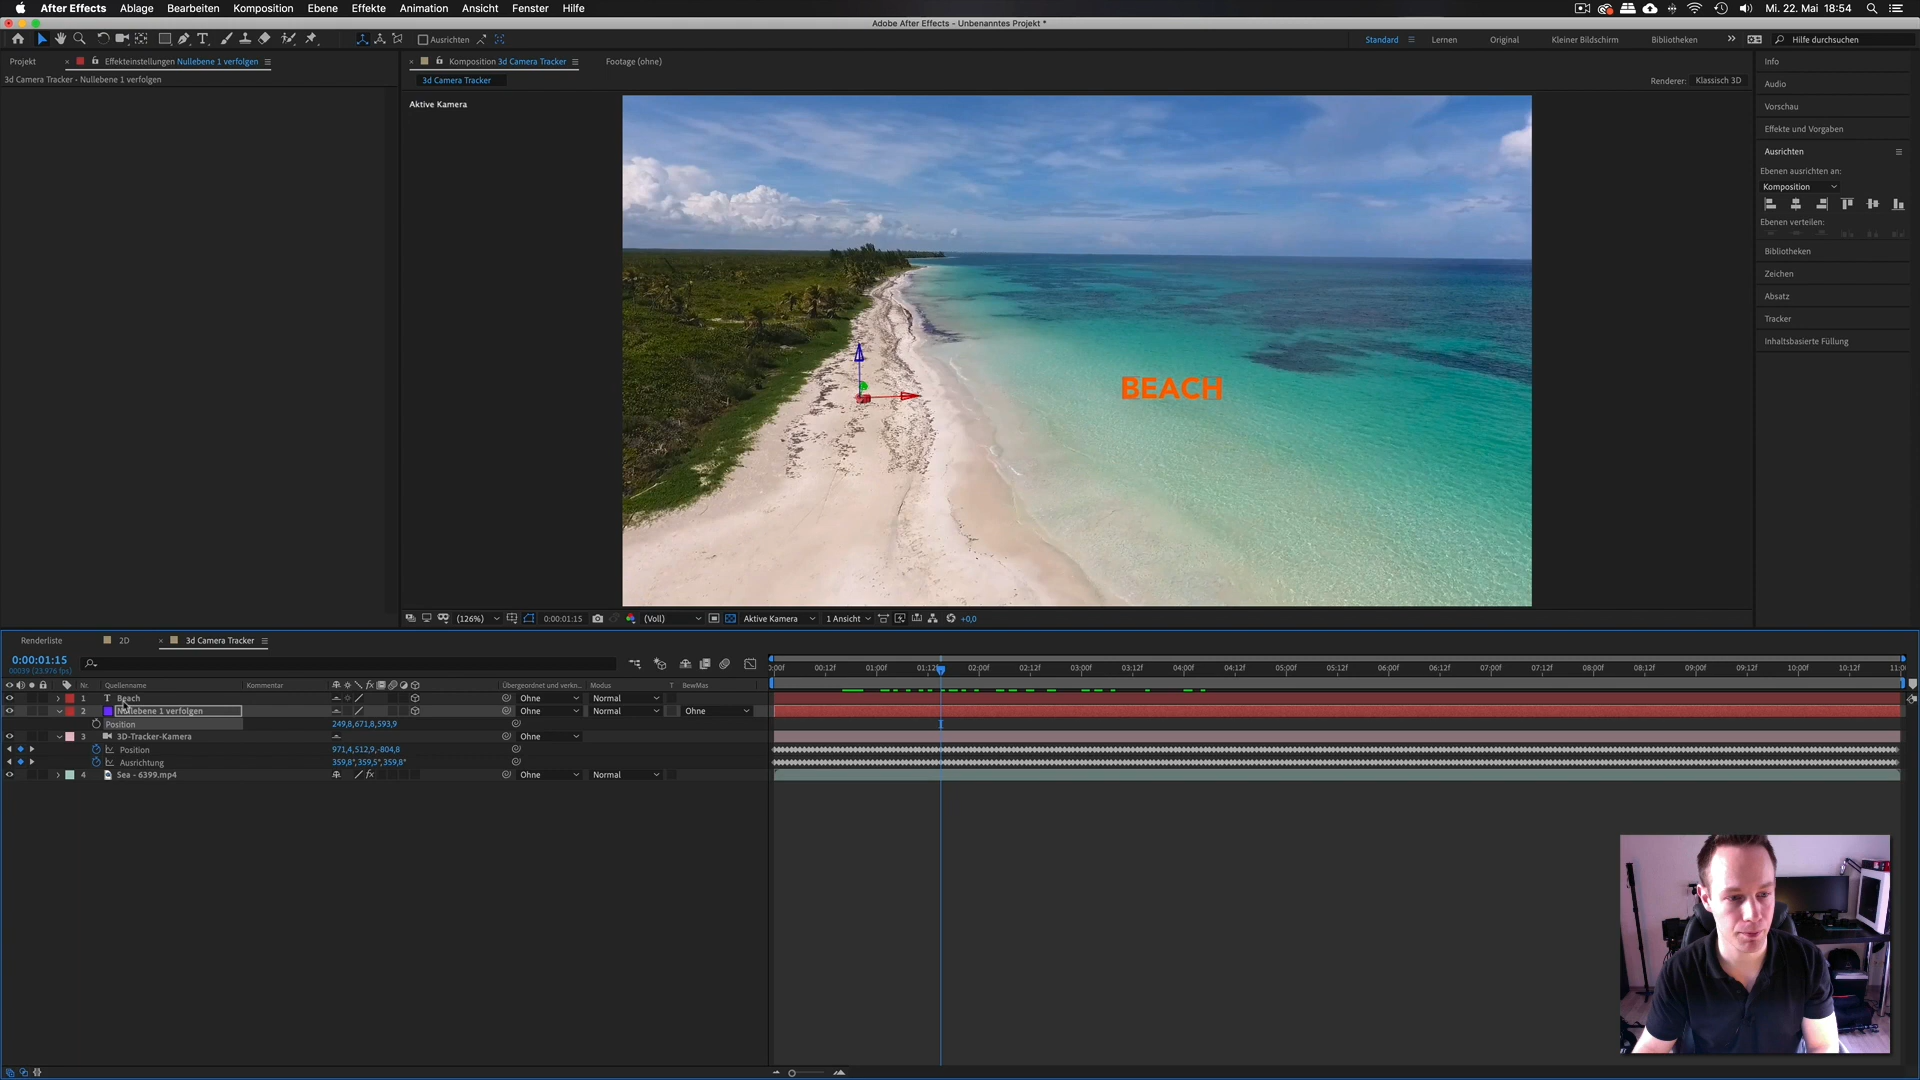 After Effects Ablage Bearbeiten Komposition Ebene Effekte Animation Ansicht Fenster Hilfe Mi. 22. Mai 18:54
Adobe After Effects - Unbenanntes Projekt *
Ausrichten Standard Lernen Original Kleiner Bildschirm Bibliotheken Hilfe durchsuchen
Projekt Effekteinstellungen Nullebene 1 verfolgen Komposition 3d Camera Tracker Footage (ohne) Info
3d Camera Tracker - Nullebene 1 verfolgen 3d Camera Tracker Renderer: Klassisch 3D
Audio
Aktive Kamera
Vorschau
Effekte und Vorgaben
Ausrichten
Ebenen ausrichten an:
Komposition
Ebenen verteilen:
Bibliotheken
Zeichen
Absatz
Tracker
Inhaltsbasierte Füllung
BEACH
(126%) 0:00:01:15 (Voll) Aktive Kamera 1 Ansicht +0,0
Renderliste 2D 3d Camera Tracker
0:00:01:15
00039 (23.976 fps)
00:12f 01:00f 01:12f 02:00f 02:12f 03:00f 03:12f 04:00f 04:12f 05:00f 05:12f 06:00f 06:12f 07:00f 07:12f 08:00f 08:12f 09:00f 09:12f 10:00f 10:12f
Nr. Quellenname Kommentar Übergeordnet und verkn... Modus T BewMas
1 T Beach Ohne Normal
2 Nullebene 1 verfolgen Ohne Normal Ohne
Position 249,8,671,8,593,9
3 3D-Tracker-Kamera Ohne
Position 971,4,512,9,-804,8
Ausrichtung 359,8°,359,5°,359,8°
4 Sea - 6399.mp4 Ohne Normal